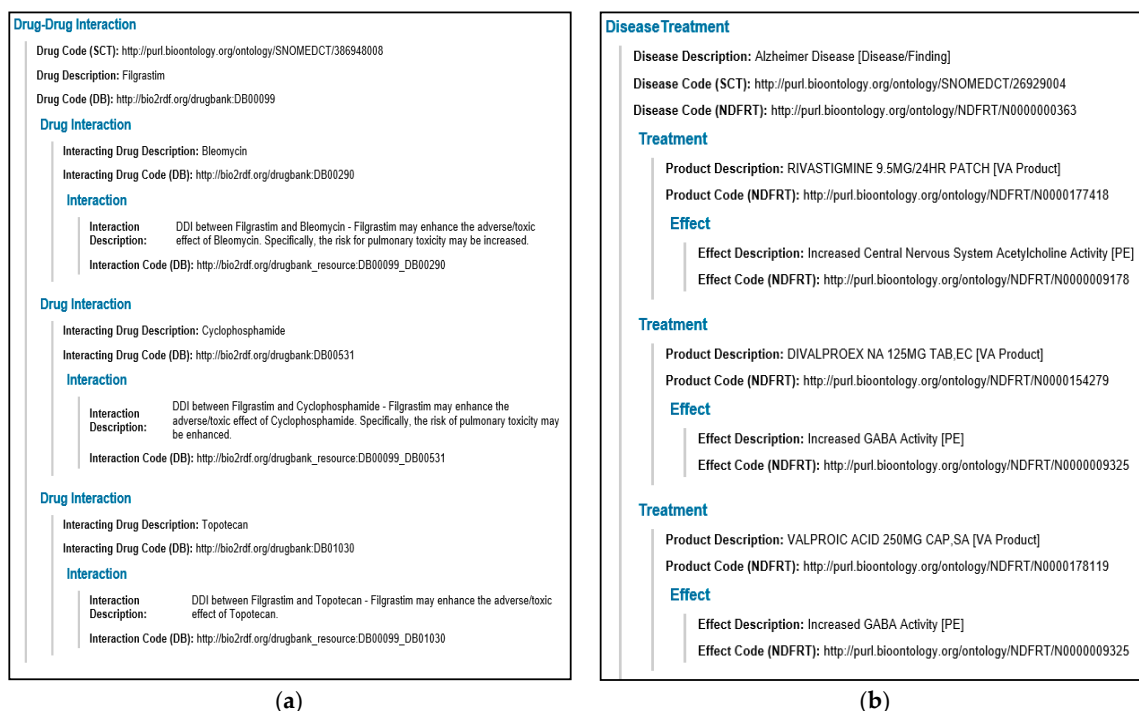 Drug-Drug Interaction
Drug Code (SCT): http://purl.bioontology.org/ontology/SNOMEDCT/386948008
Drug Description: Filgrastim
Drug Code (DB): http://bio2rdf.org/drugbank:DB00099
Drug Interaction
Interacting Drug Description: Bleomycin
Interacting Drug Code (DB): http://bio2rdf.org/drugbank:DB00290
Interaction
Interaction Description: DDI between Filgrastim and Bleomycin - Filgrastim may enhance the adverse/toxic
effect of Bleomycin. Specifically, the risk for pulmonary toxicity may be increased.
Interaction Code (DB): http://bio2rdf.org/drugbank_resource:DB00099_DB00290
Drug Interaction
Interacting Drug Description: Cyclophosphamide
Interacting Drug Code (DB): http://bio2rdf.org/drugbank:DB00531
Interaction
Interaction Description: DDI between Filgrastim and Cyclophosphamide - Filgrastim may enhance the
adverse/toxic effect of Cyclophosphamide. Specifically, the risk of pulmonary toxicity may
be enhanced.
Interaction Code (DB): http://bio2rdf.org/drugbank_resource:DB00099_DB00531
Drug Interaction
Interacting Drug Description: Topotecan
Interacting Drug Code (DB): http://bio2rdf.org/drugbank:DB01030
Interaction
Interaction Description: DDI between Filgrastim and Topotecan - Filgrastim may enhance the adverse/toxic
effect of Topotecan.
Interaction Code (DB): http://bio2rdf.org/drugbank_resource:DB00099_DB01030
(a)
DiseaseTreatment
Disease Description: Alzheimer Disease [Disease/Finding]
Disease Code (SCT): http://purl.bioontology.org/ontology/SNOMEDCT/26929004
Disease Code (NDFRT): http://purl.bioontology.org/ontology/NDFRT/N0000000363
Treatment
Product Description: RIVASTIGMINE 9.5MG/24HR PATCH [VA Product]
Product Code (NDFRT): http://purl.bioontology.org/ontology/NDFRT/N0000177418
Effect
Effect Description: Increased Central Nervous System Acetylcholine Activity [PE]
Effect Code (NDFRT): http://purl.bioontology.org/ontology/NDFRT/N0000009178
Treatment
Product Description: DIVALPROEX NA 125MG TAB,EC [VA Product]
Product Code (NDFRT): http://purl.bioontology.org/ontology/NDFRT/N0000154279
Effect
Effect Description: Increased GABA Activity [PE]
Effect Code (NDFRT): http://purl.bioontology.org/ontology/NDFRT/N0000009325
Treatment
Product Description: VALPROIC ACID 250MG CAP,SA [VA Product]
Product Code (NDFRT): http://purl.bioontology.org/ontology/NDFRT/N0000178119
Effect
Effect Description: Increased GABA Activity [PE]
Effect Code (NDFRT): http://purl.bioontology.org/ontology/NDFRT/N0000009325
(b)